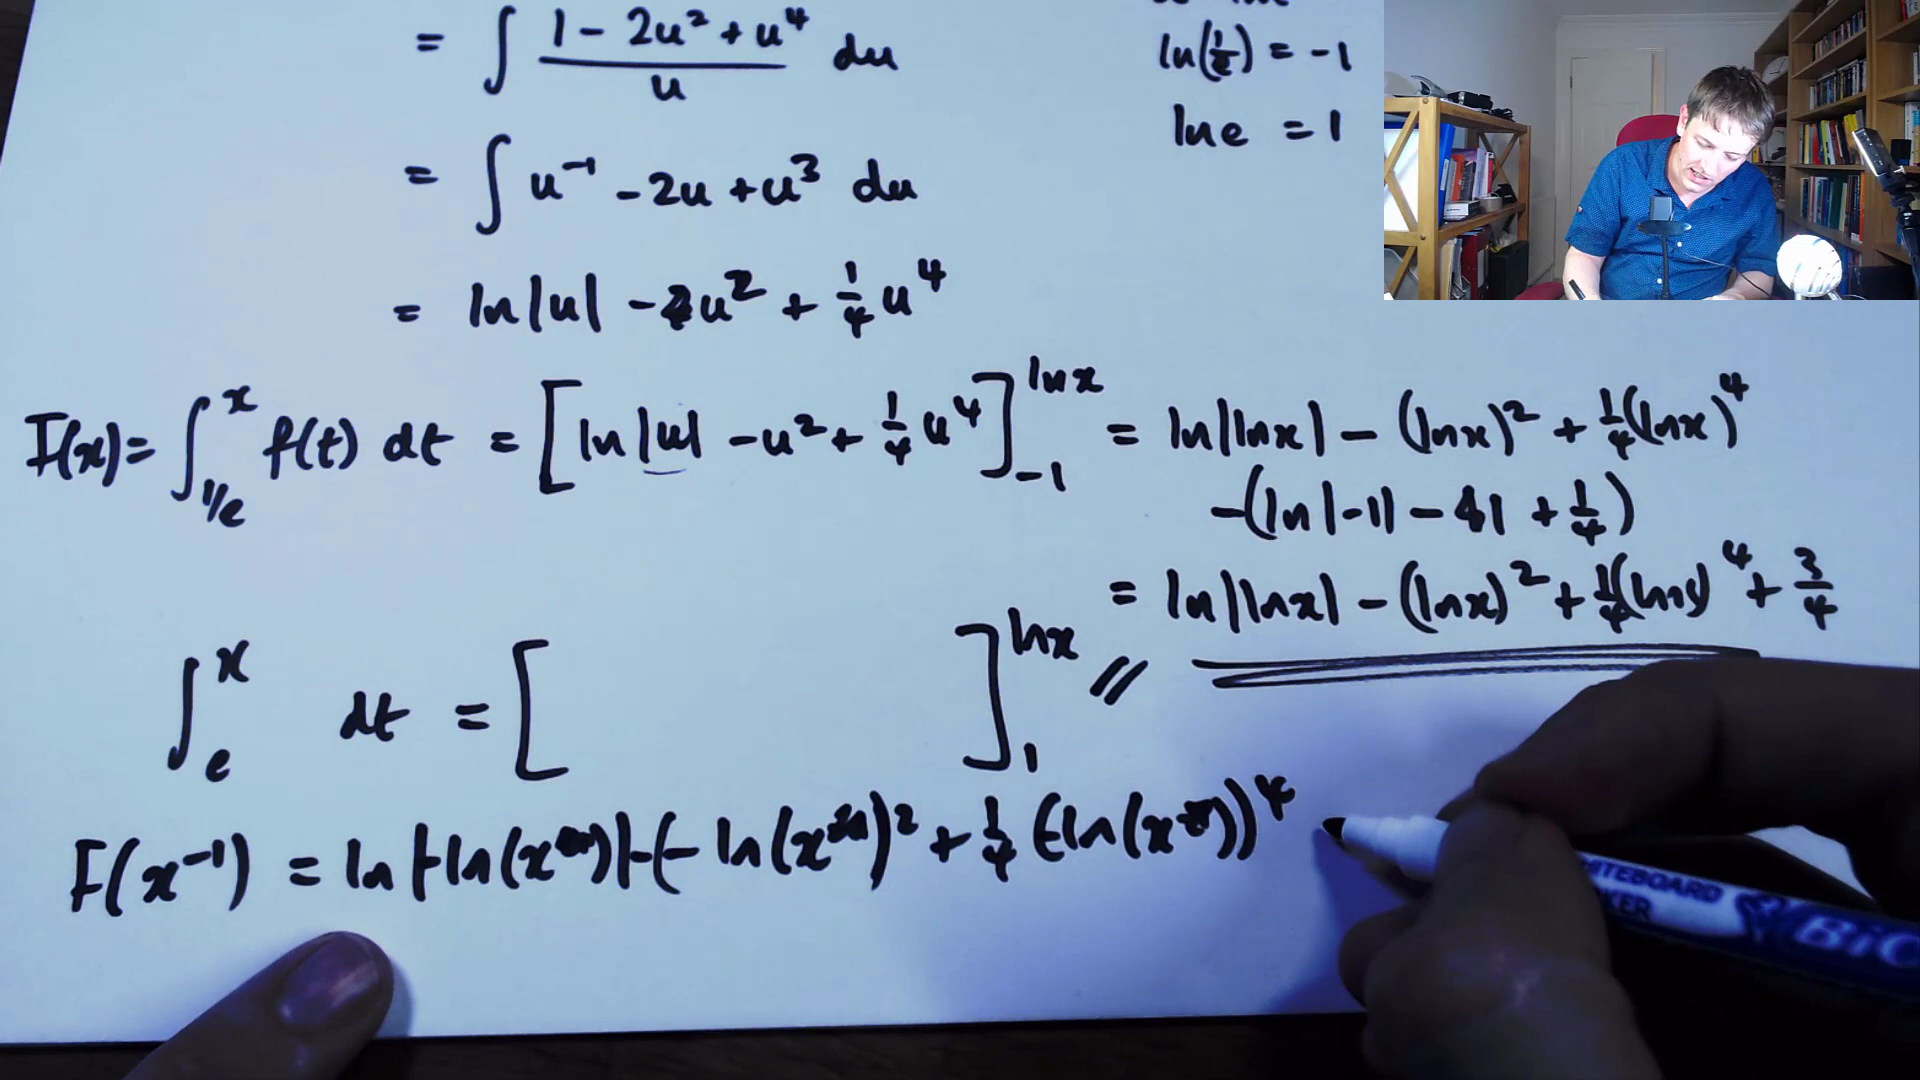 = ∫ (1 - 2u² + u⁴)/u du
= ∫ u⁻¹ - 2u + u³ du
= ln|u| - u² + ¼u⁴
ln(1/e) = -1
ln e = 1
F(x) = ∫_{1/e}^{x} f(t) dt = [ln|u| - u² + ¼u⁴]_{-1}^{ln x} = ln|ln x| - (ln x)² + ¼(ln x)⁴
-(ln|-1| - 1 + ¼)
= ln|ln x| - (ln x)² + ¼(ln x)⁴ + ¾
∫_{e}^{x} dt = [ ]_{1}^{ln x} //
F(x⁻¹) = ln|-ln(x)| - (-ln(x))² + ¼(-ln(x))⁴
BIC